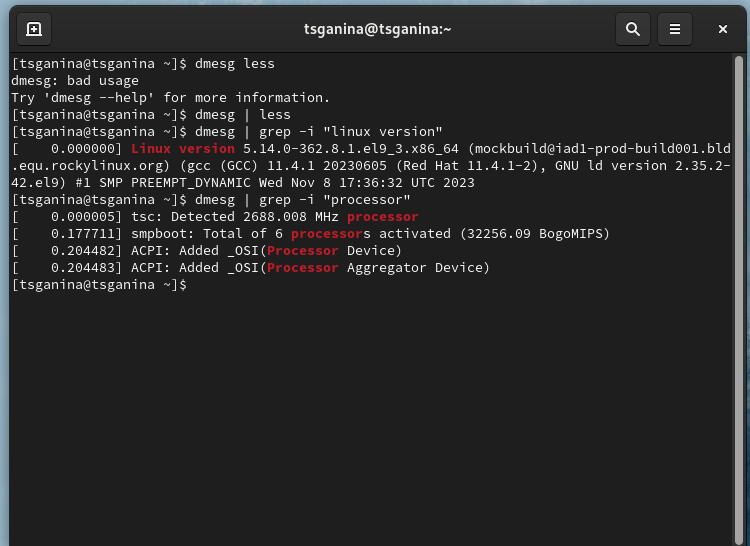 tsganina@tsganina:~
[tsganina@tsganina ~]$ dmesg less
dmesg: bad usage
Try 'dmesg --help' for more information.
[tsganina@tsganina ~]$ dmesg | less
[tsganina@tsganina ~]$ dmesg | grep -i "linux version"
[    0.000000] Linux version 5.14.0-362.8.1.el9_3.x86_64 (mockbuild@iad1-prod-build001.bld
.equ.rockylinux.org) (gcc (GCC) 11.4.1 20230605 (Red Hat 11.4.1-2), GNU ld version 2.35.2-
42.el9) #1 SMP PREEMPT_DYNAMIC Wed Nov 8 17:36:32 UTC 2023
[tsganina@tsganina ~]$ dmesg | grep -i "processor"
[    0.000005] tsc: Detected 2688.008 MHz processor
[    0.177711] smpboot: Total of 6 processors activated (32256.09 BogoMIPS)
[    0.204482] ACPI: Added _OSI(Processor Device)
[    0.204483] ACPI: Added _OSI(Processor Aggregator Device)
[tsganina@tsganina ~]$